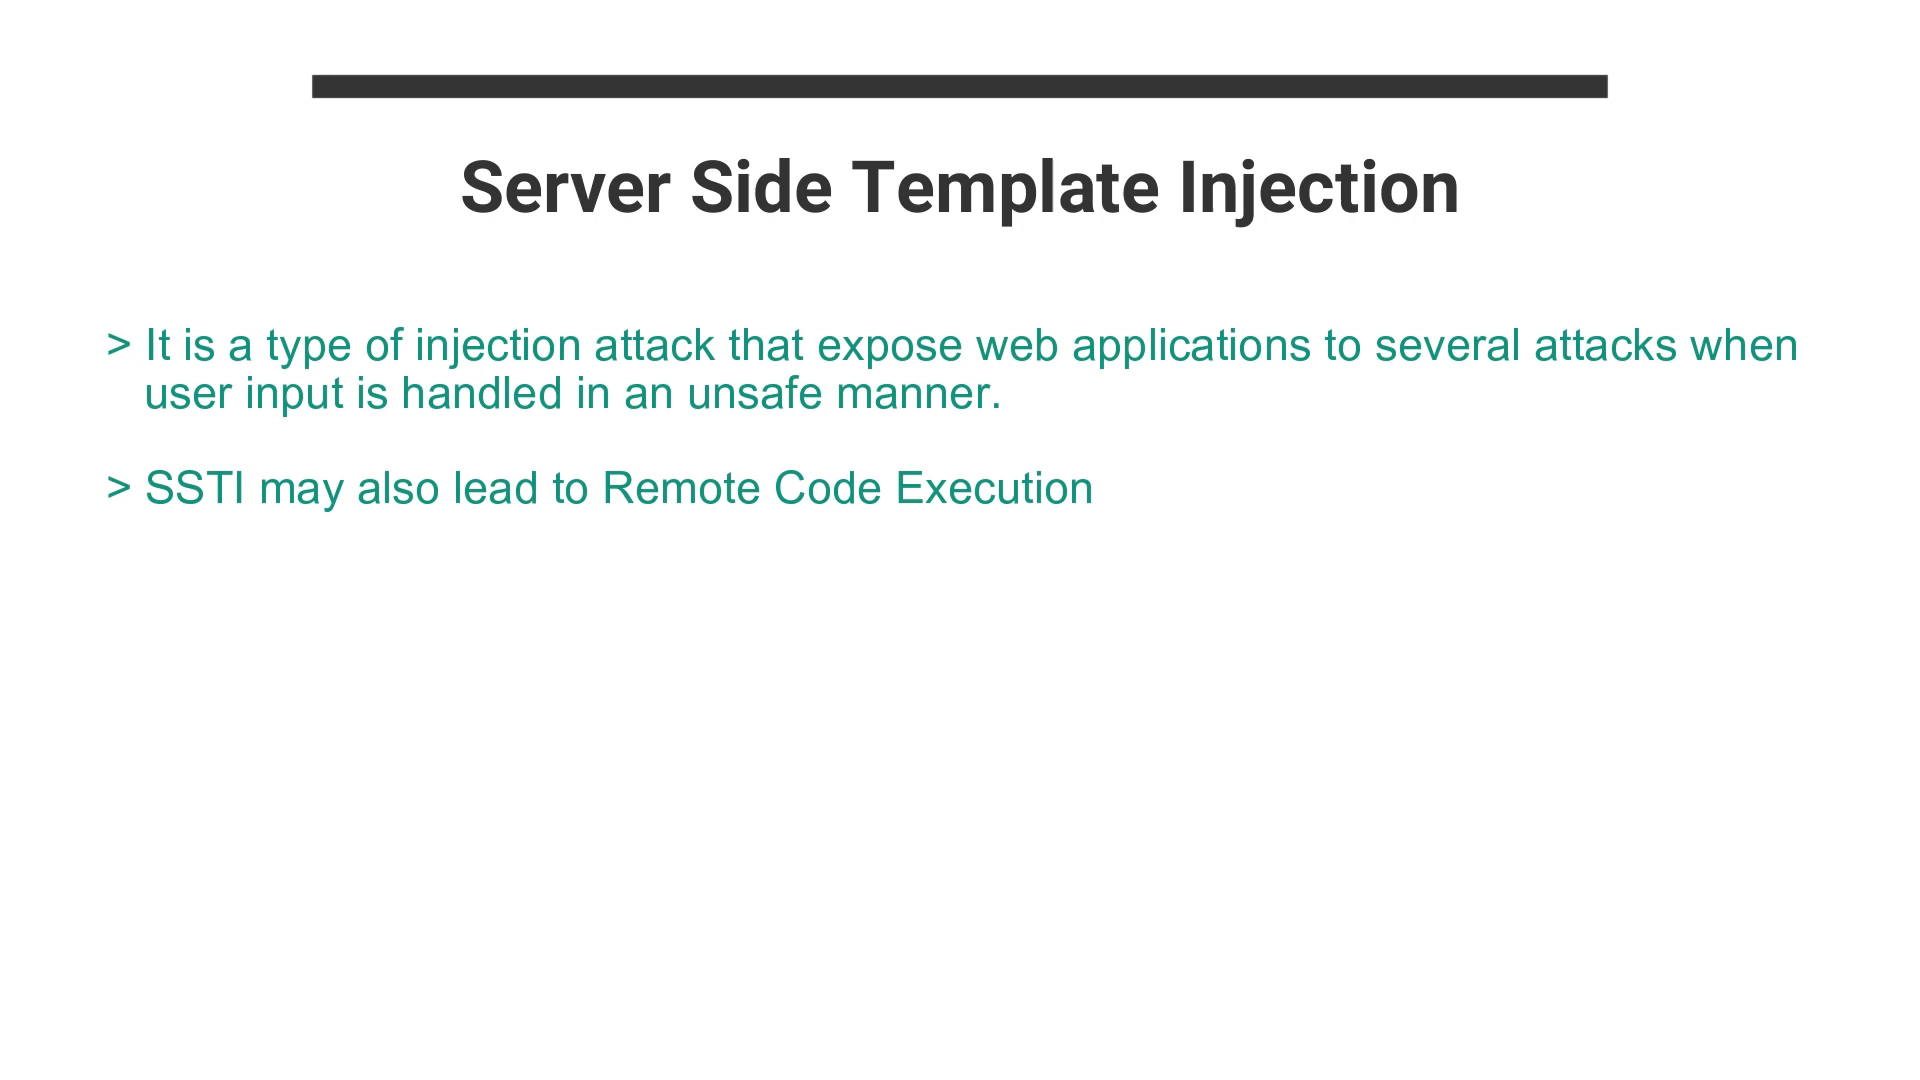 Server Side Template Injection
> It is a type of injection attack that expose web applications to several attacks when
user input is handled in an unsafe manner.
> SSTI may also lead to Remote Code Execution